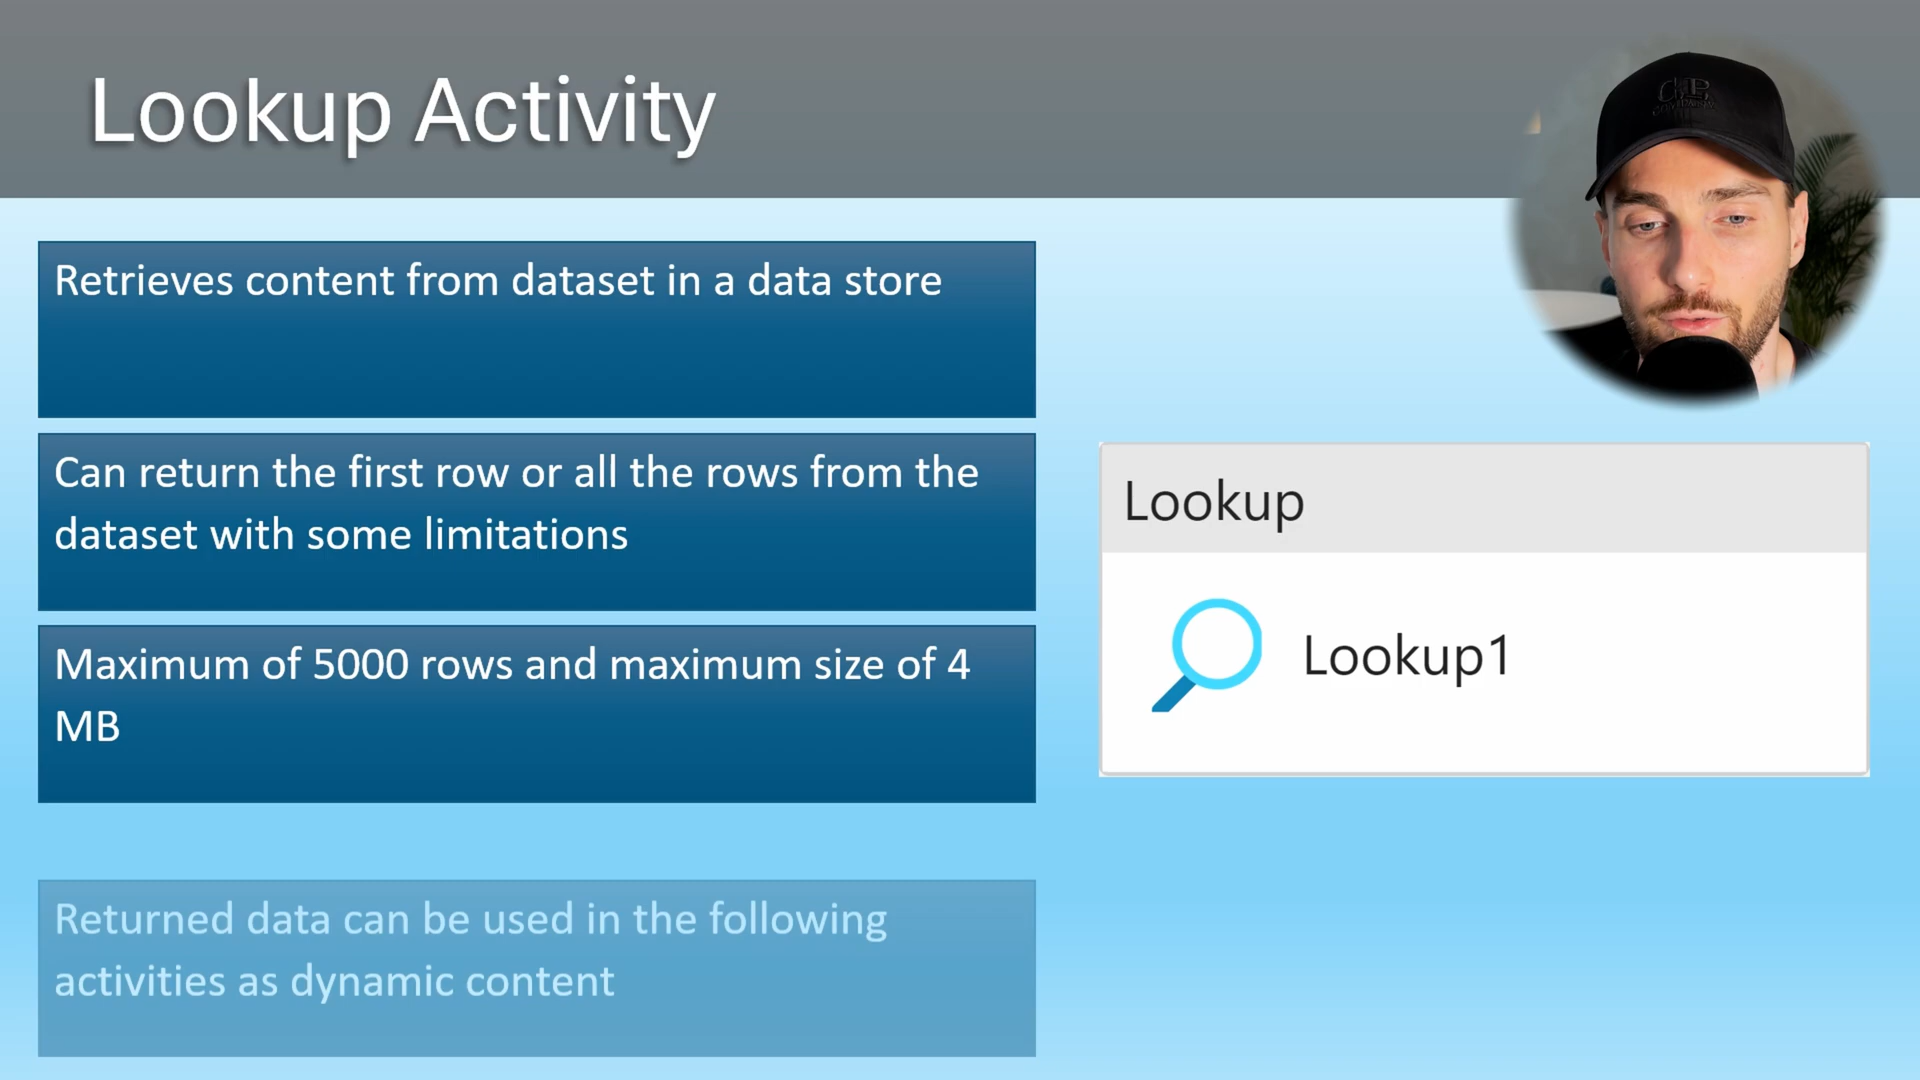 Lookup Activity
Retrieves content from dataset in a data store
Can return the first row or all the rows from the
dataset with some limitations
Maximum of 5000 rows and maximum size of 4
MB
Returned data can be used in the following
activities as dynamic content
Lookup
Lookup1